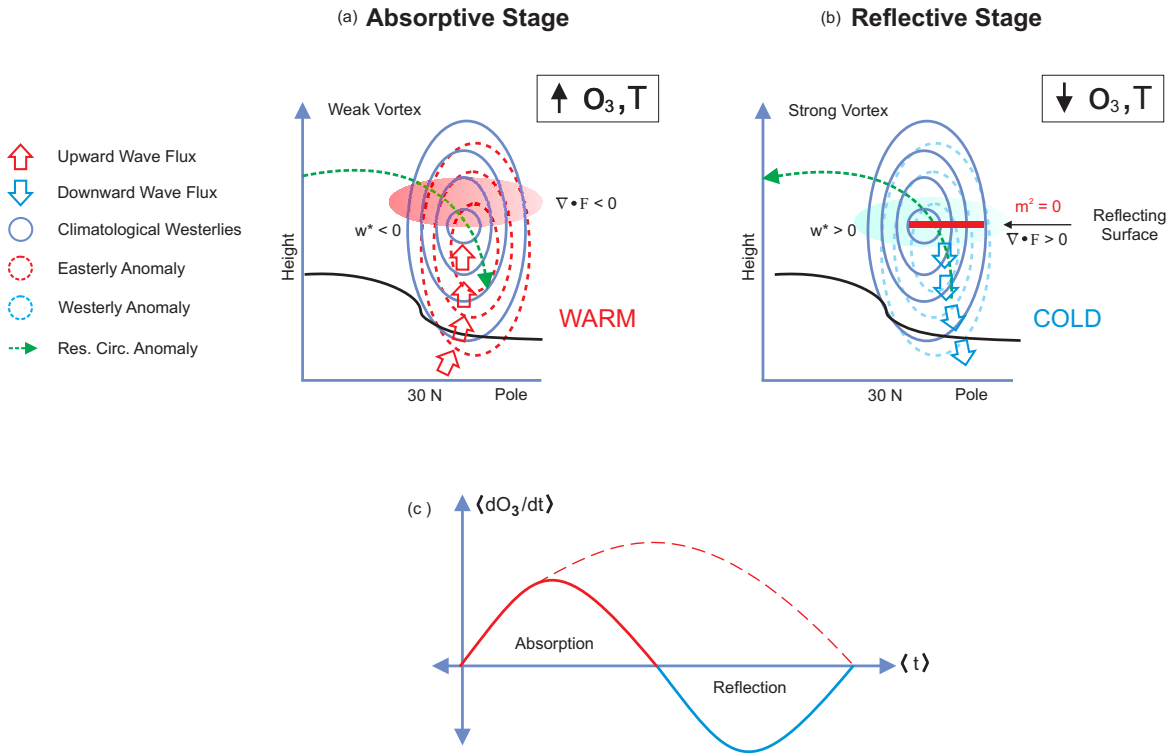 (a) Absorptive Stage
(b) Reflective Stage
Upward Wave Flux
Downward Wave Flux
Climatological Westerlies
Easterly Anomaly
Westerly Anomaly
Res. Circ. Anomaly
Weak Vortex
↑ O₃,T
Height
w* < 0
∇•F < 0
WARM
30 N
Pole
Strong Vortex
↓ O₃,T
Height
w* > 0
m² = 0
∇•F > 0
Reflecting
Surface
COLD
30 N
Pole
(c )
⟨dO₃/dt⟩
Absorption
Reflection
⟨t⟩